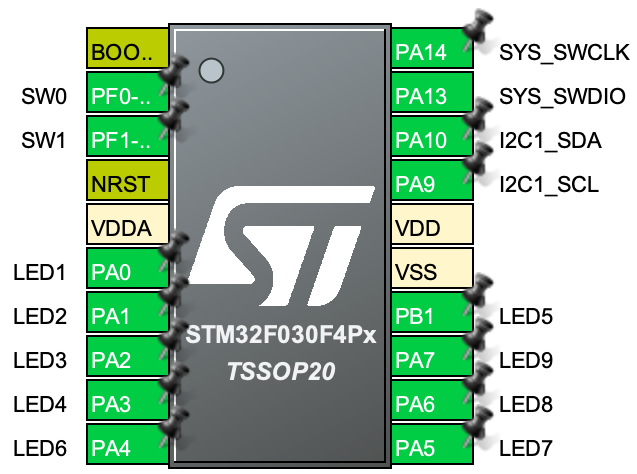 BOO.. PA14 SYS_SWCLK
SW0 PF0-.. PA13 SYS_SWDIO
SW1 PF1-.. PA10 I2C1_SDA
NRST PA9 I2C1_SCL
VDDA VDD
LED1 PA0 VSS
LED2 PA1 PB1 LED5
LED3 PA2 PA7 LED9
LED4 PA3 PA6 LED8
LED6 PA4 PA5 LED7
ST
STM32F030F4Px
TSSOP20